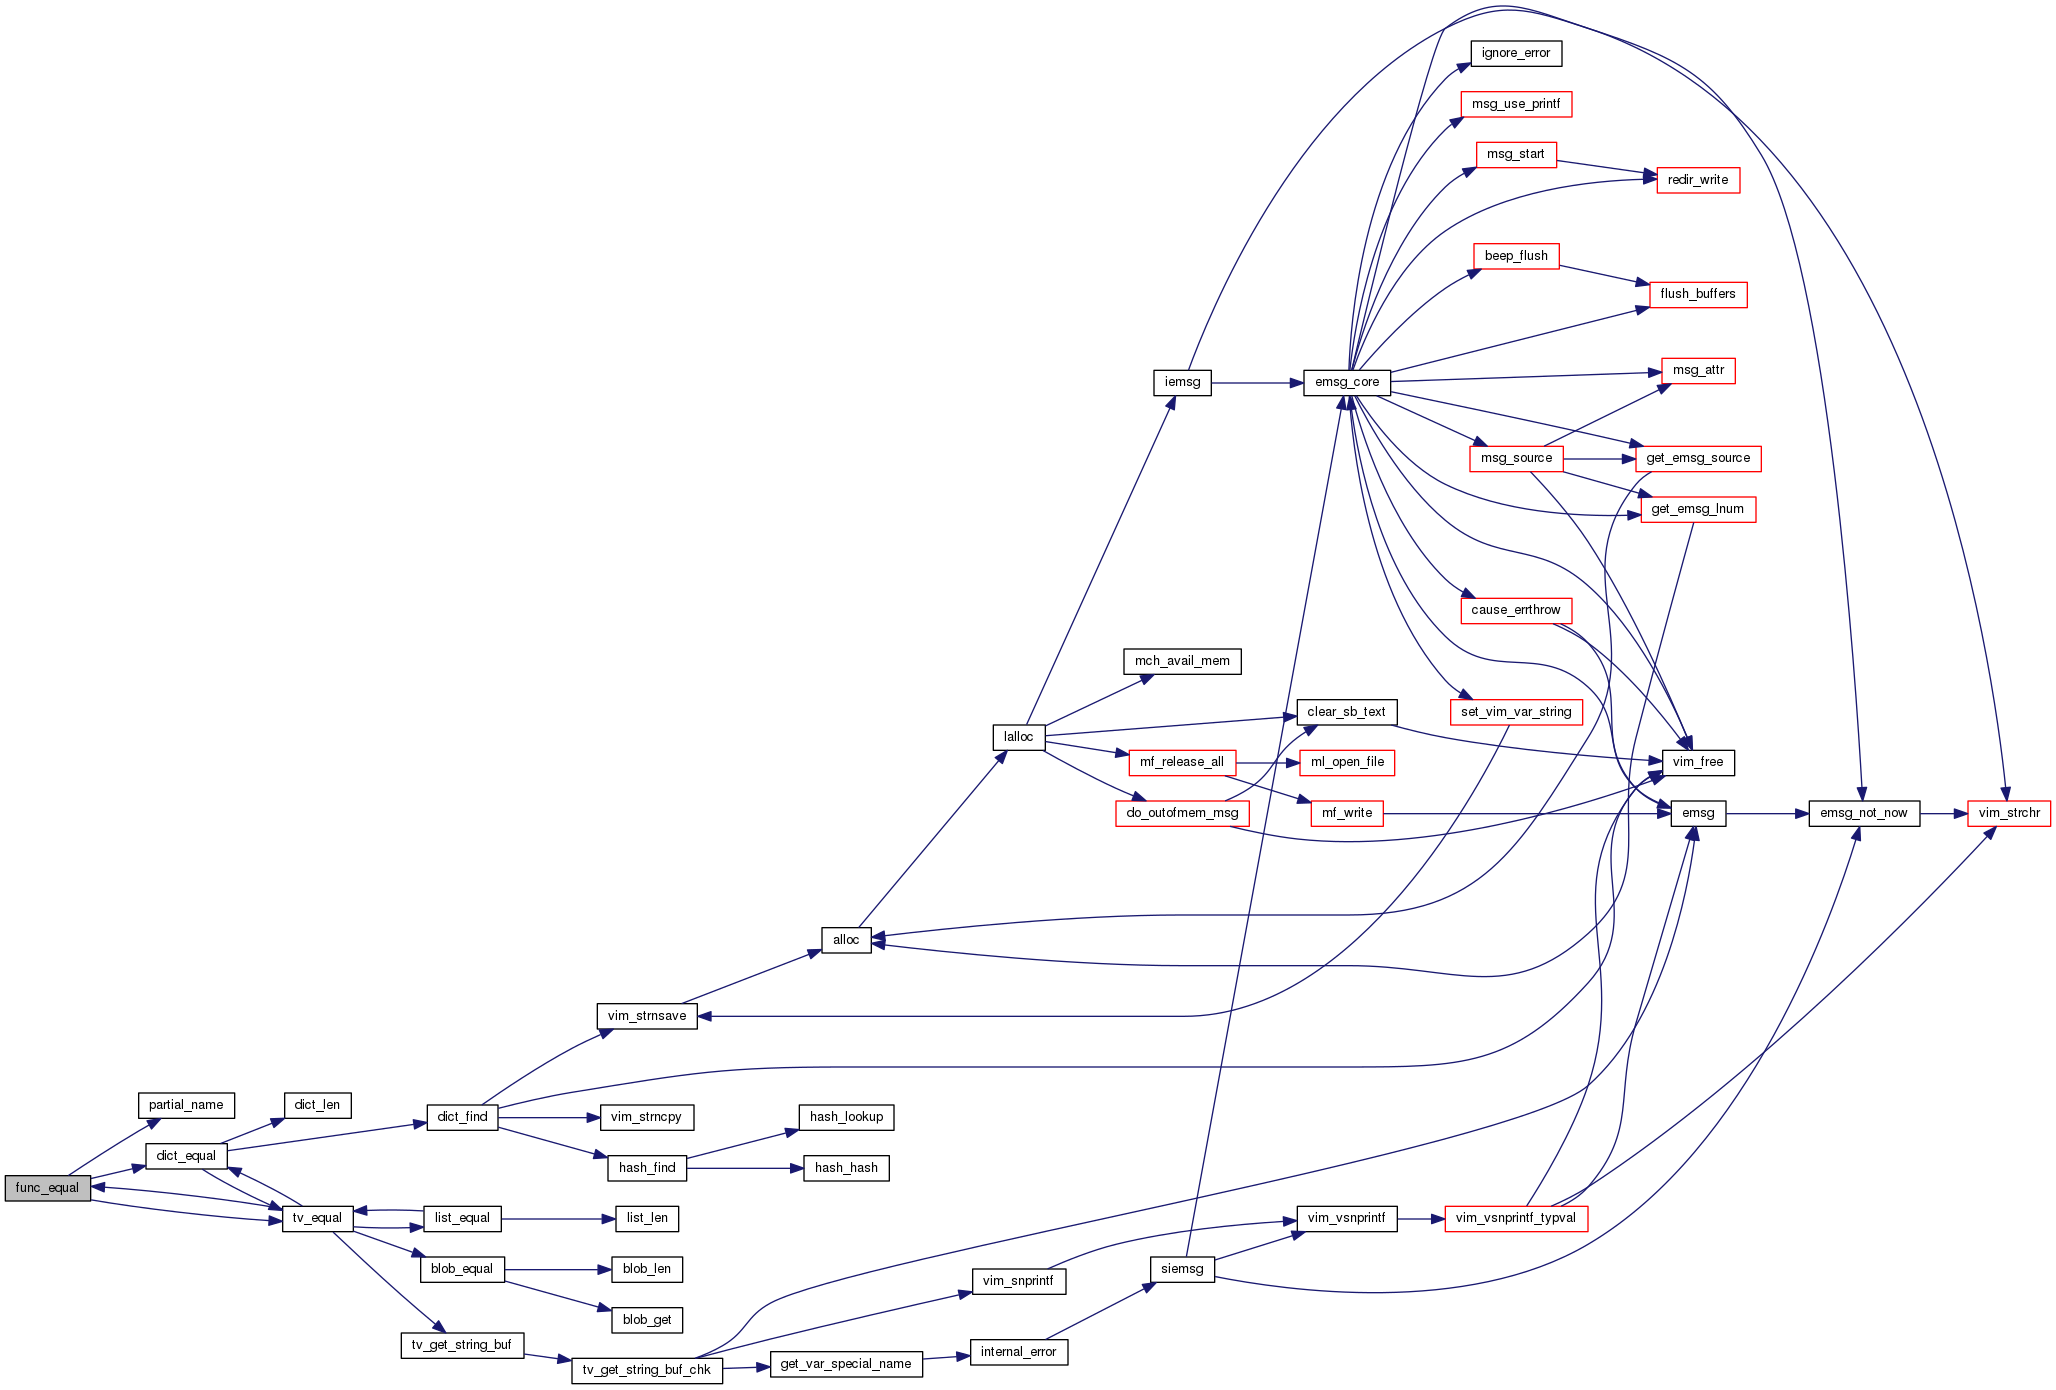 ignore_error
msg_use_printf
msg_start
redir_write
beep_flush
flush_buffers
msg_attr
iemsg
emsg_core
msg_source
get_emsg_source
get_emsg_lnum
cause_errthrow
mch_avail_mem
set_vim_var_string
clear_sb_text
lalloc
mf_release_all
ml_open_file
vim_free
do_outofmem_msg
mf_write
emsg
emsg_not_now
vim_strchr
alloc
vim_strnsave
partial_name
dict_len
dict_find
vim_strncpy
hash_lookup
dict_equal
hash_find
hash_hash
func_equal
tv_equal
list_equal
list_len
vim_vsnprintf
vim_vsnprintf_typval
blob_equal
blob_len
siemsg
vim_snprintf
blob_get
tv_get_string_buf
internal_error
tv_get_string_buf_chk
get_var_special_name